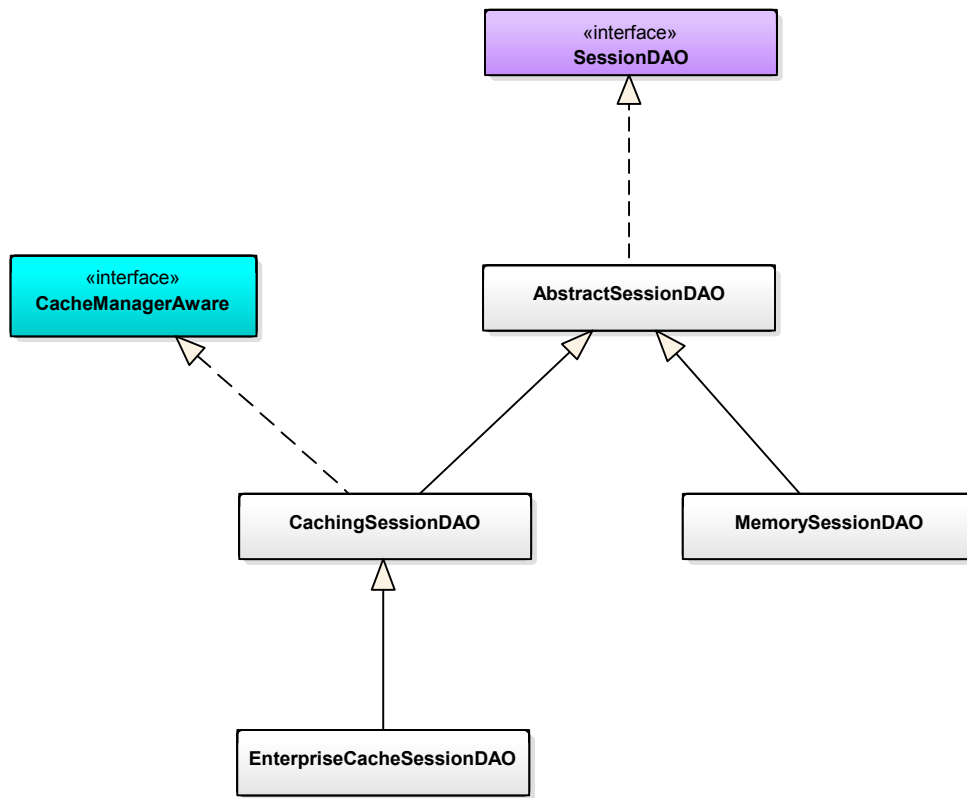 «interface»
SessionDAO
«interface»
CacheManagerAware
AbstractSessionDAO
CachingSessionDAO
MemorySessionDAO
EnterpriseCacheSessionDAO